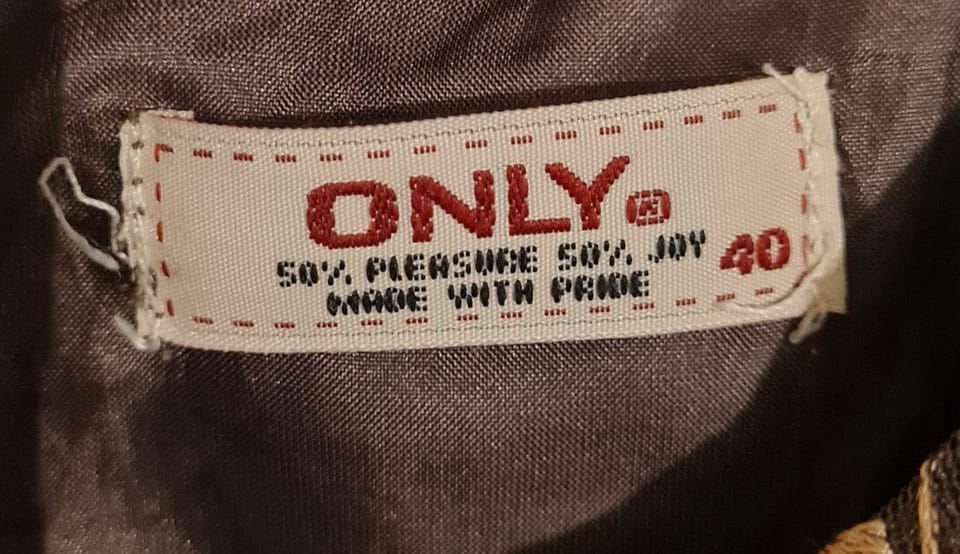 ONLY
50% PLEASURE 50% JOY
MADE WITH PRIDE
40